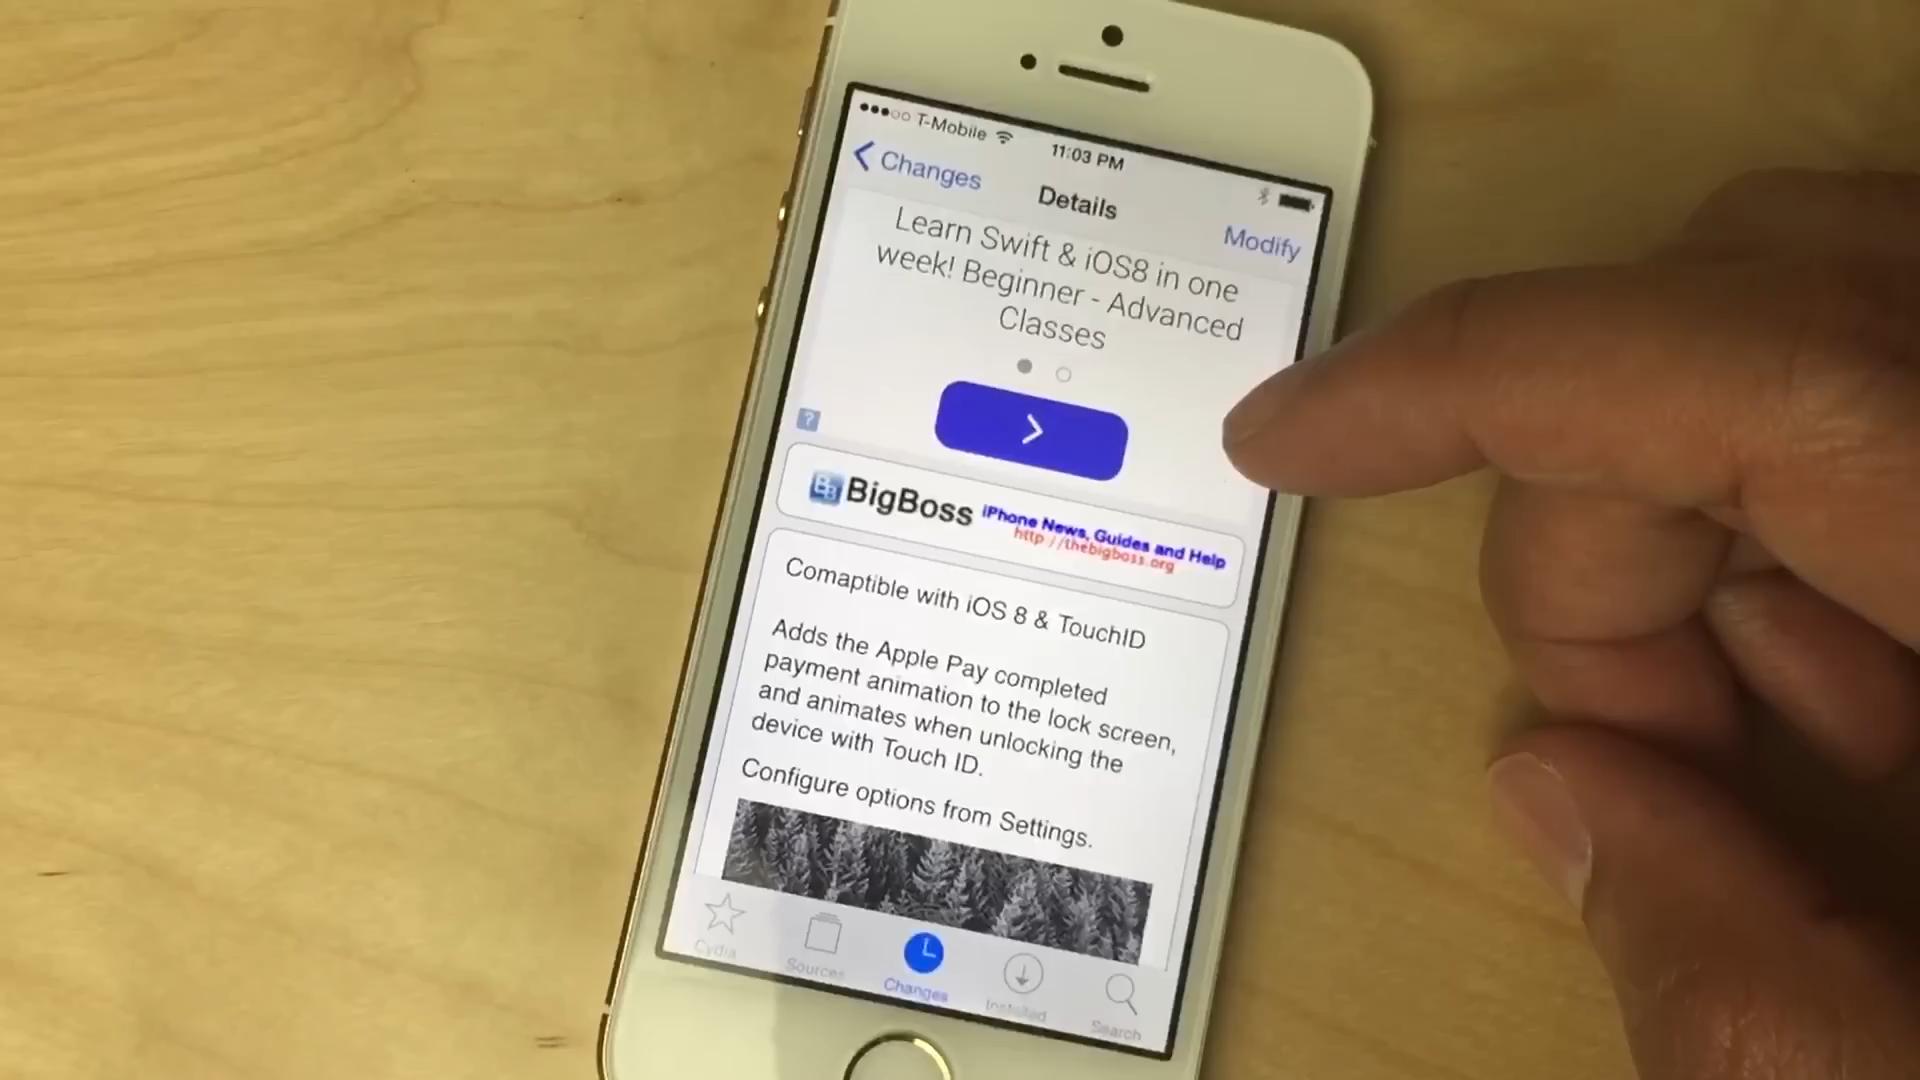 T-Mobile
11:03 PM
Changes
Details
Modify
Learn Swift & iOS8 in one
week! Beginner - Advanced
Classes
?
BB BigBoss iPhone News, Guides and Help
http://thebigboss.org
Comaptible with iOS 8 & TouchID
Adds the Apple Pay completed
payment animation to the lock screen,
and animates when unlocking the
device with Touch ID.
Configure options from Settings.
Cydia
Sources
Changes
Installed
Search